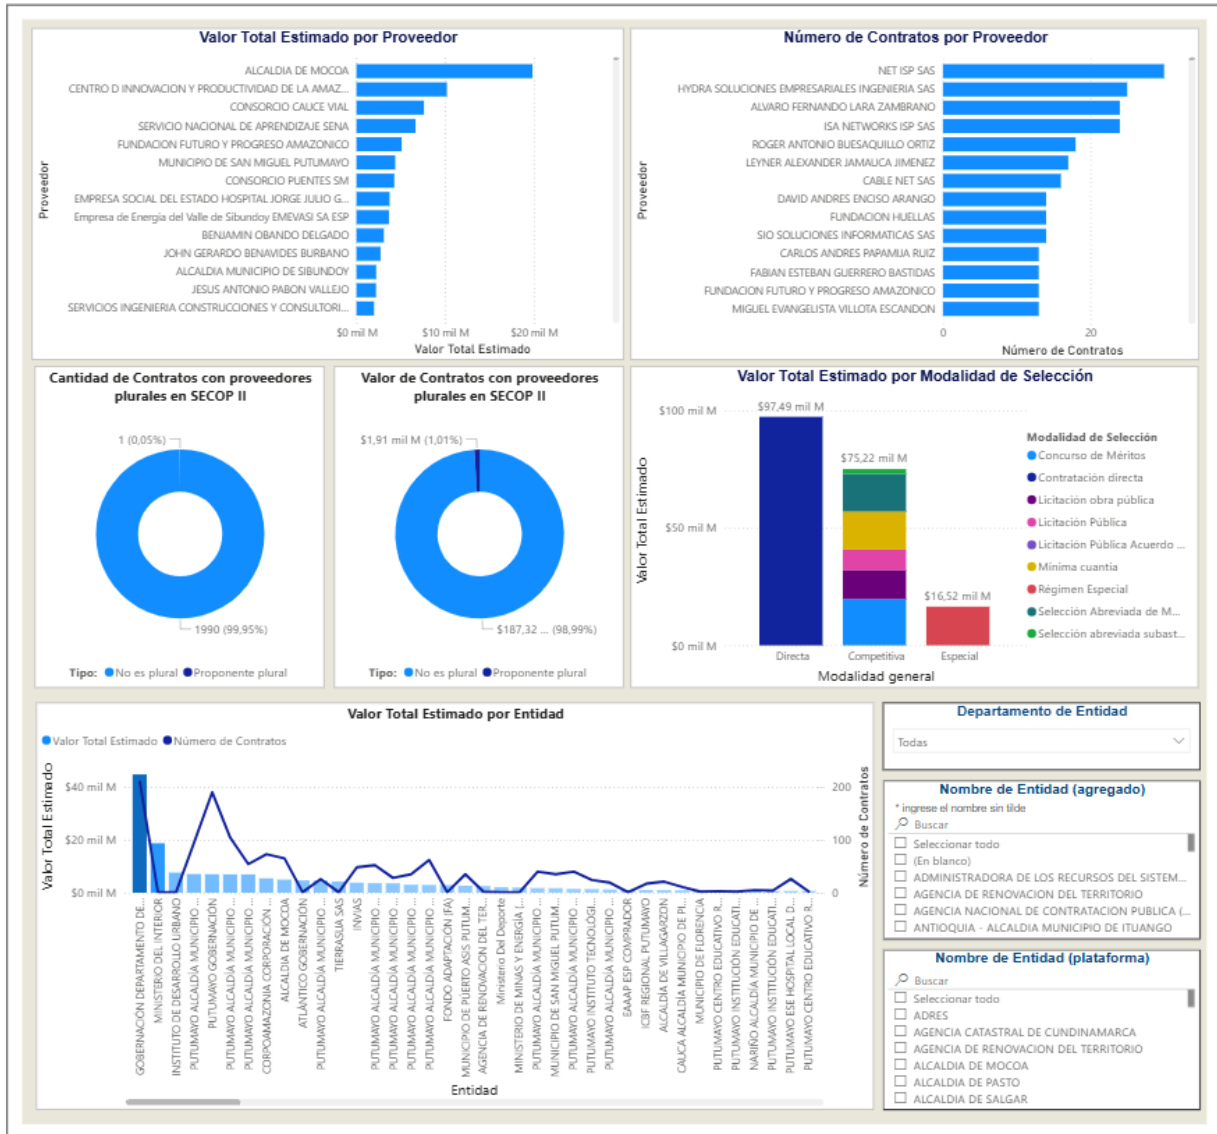 Valor Total Estimado por Proveedor
Proveedor
ALCALDIA DE MOCOA
CENTRO D INNOVACION Y PRODUCTIVIDAD DE LA AMAZ...
CONSORCIO CAUCE VIAL
SERVICIO NACIONAL DE APRENDIZAJE SENA
FUNDACION FUTURO Y PROGRESO AMAZONICO
MUNICIPIO DE SAN MIGUEL PUTUMAYO
CONSORCIO PUENTES SM
EMPRESA SOCIAL DEL ESTADO HOSPITAL JORGE JULIO G...
Empresa de Energía del Valle de Sibundoy EMEVASI SA ESP
BENJAMIN OBANDO DELGADO
JOHN GERARDO BENAVIDES BURBANO
ALCALDIA MUNICIPIO DE SIBUNDOY
JESUS ANTONIO PABON VALLEJO
SERVICIOS INGENIERIA CONSTRUCCIONES Y CONSULTORI...
$0 mil M $10 mil M $20 mil M
Valor Total Estimado
Número de Contratos por Proveedor
Proveedor
NET ISP SAS
HYDRA SOLUCIONES EMPRESARIALES INGENIERIA SAS
ALVARO FERNANDO LARA ZAMBRANO
ISA NETWORKS ISP SAS
ROGER ANTONIO BUESAQUILLO ORTIZ
LEYNER ALEXANDER JAMAUCA JIMENEZ
CABLE NET SAS
DAVID ANDRES ENCISO ARANGO
FUNDACION HUELLAS
SIO SOLUCIONES INFORMATICAS SAS
CARLOS ANDRES PAPAMIJA RUIZ
FABIAN ESTEBAN GUERRERO BASTIDAS
FUNDACION FUTURO Y PROGRESO AMAZONICO
MIGUEL EVANGELISTA VILLOTA ESCANDON
0 20
Número de Contratos
Cantidad de Contratos con proveedores
plurales en SECOP II
1 (0,05%)
1990 (99,95%)
Tipo: No es plural Proponente plural
Valor de Contratos con proveedores
plurales en SECOP II
$1,91 mil M (1,01%)
$187,32 ... (98,99%)
Tipo: No es plural Proponente plural
Valor Total Estimado por Modalidad de Selección
Valor Total Estimado
$100 mil M
$50 mil M
$0 mil M
$97,49 mil M
$75,22 mil M
$16,52 mil M
Directa Competitiva Especial
Modalidad general
Modalidad de Selección
Concurso de Méritos
Contratación directa
Licitación obra pública
Licitación Pública
Licitación Pública Acuerdo ...
Mínima cuantía
Régimen Especial
Selección Abreviada de M...
Selección abreviada subast...
Valor Total Estimado por Entidad
Valor Total Estimado Número de Contratos
Valor Total Estimado
$40 mil M
$20 mil M
$0 mil M
200
100
0
Número de Contratos
GOBERNACIÓN DEPARTAMENTO DE...
MINISTERIO DEL INTERIOR
INSTITUTO DE DESARROLLO URBANO
PUTUMAYO ALCALDÍA MUNICIPIO ...
PUTUMAYO GOBERNACIÓN
PUTUMAYO ALCALDÍA MUNICIPIO ...
PUTUMAYO ALCALDÍA MUNICIPIO ...
CORPOAMAZONIA CORPORACIÓN ...
ALCALDIA DE MOCOA
ATLÁNTICO GOBERNACIÓN
PUTUMAYO ALCALDÍA MUNICIPIO ...
TIERRASUA SAS
INVIAS
PUTUMAYO ALCALDÍA MUNICIPIO ...
PUTUMAYO ALCALDÍA MUNICIPIO ...
PUTUMAYO ALCALDÍA MUNICIPIO ...
PUTUMAYO ALCALDÍA MUNICIPIO ...
FONDO ADAPTACIÓN (FA)
MUNICIPIO DE PUERTO ASIS PUTUM...
AGENCIA DE RENOVACION DEL TER...
Ministerio Del Deporte
MINISTERIO DE MINAS Y ENERGÍA (...
PUTUMAYO ALCALDÍA MUNICIPIO ...
MUNICIPIO DE SAN MIGUEL PUTUM...
PUTUMAYO ALCALDÍA MUNICIPIO ...
PUTUMAYO INSTITUTO TECNOLÓGI...
PUTUMAYO ALCALDÍA MUNICIPIO ...
EAAAP ESP COMPRADOR
ICBF REGIONAL PUTUMAYO
ALCALDÍA DE VILLAGARZON
CAUCA ALCALDÍA MUNICIPIO DE PI...
MUNICIPIO DE FLORENCIA
PUTUMAYO CENTRO EDUCATIVO R...
PUTUMAYO INSTITUCIÓN EDUCATI...
NARIÑO ALCALDÍA MUNICIPIO DE ...
PUTUMAYO INSTITUCIÓN EDUCATI...
PUTUMAYO ESE HOSPITAL LOCAL D...
PUTUMAYO CENTRO EDUCATIVO R...
Entidad
Departamento de Entidad
Todas
Nombre de Entidad (agregado)
* ingrese el nombre sin tilde
Buscar
Seleccionar todo
(En blanco)
ADMINISTRADORA DE LOS RECURSOS DEL SISTEM...
AGENCIA DE RENOVACION DEL TERRITORIO
AGENCIA NACIONAL DE CONTRATACION PUBLICA (...
ANTIOQUIA - ALCALDIA MUNICIPIO DE ITUANGO
Nombre de Entidad (plataforma)
Buscar
Seleccionar todo
ADRES
AGENCIA CATASTRAL DE CUNDINAMARCA
AGENCIA DE RENOVACION DEL TERRITORIO
ALCALDIA DE MOCOA
ALCALDIA DE PASTO
ALCALDIA DE SALGAR